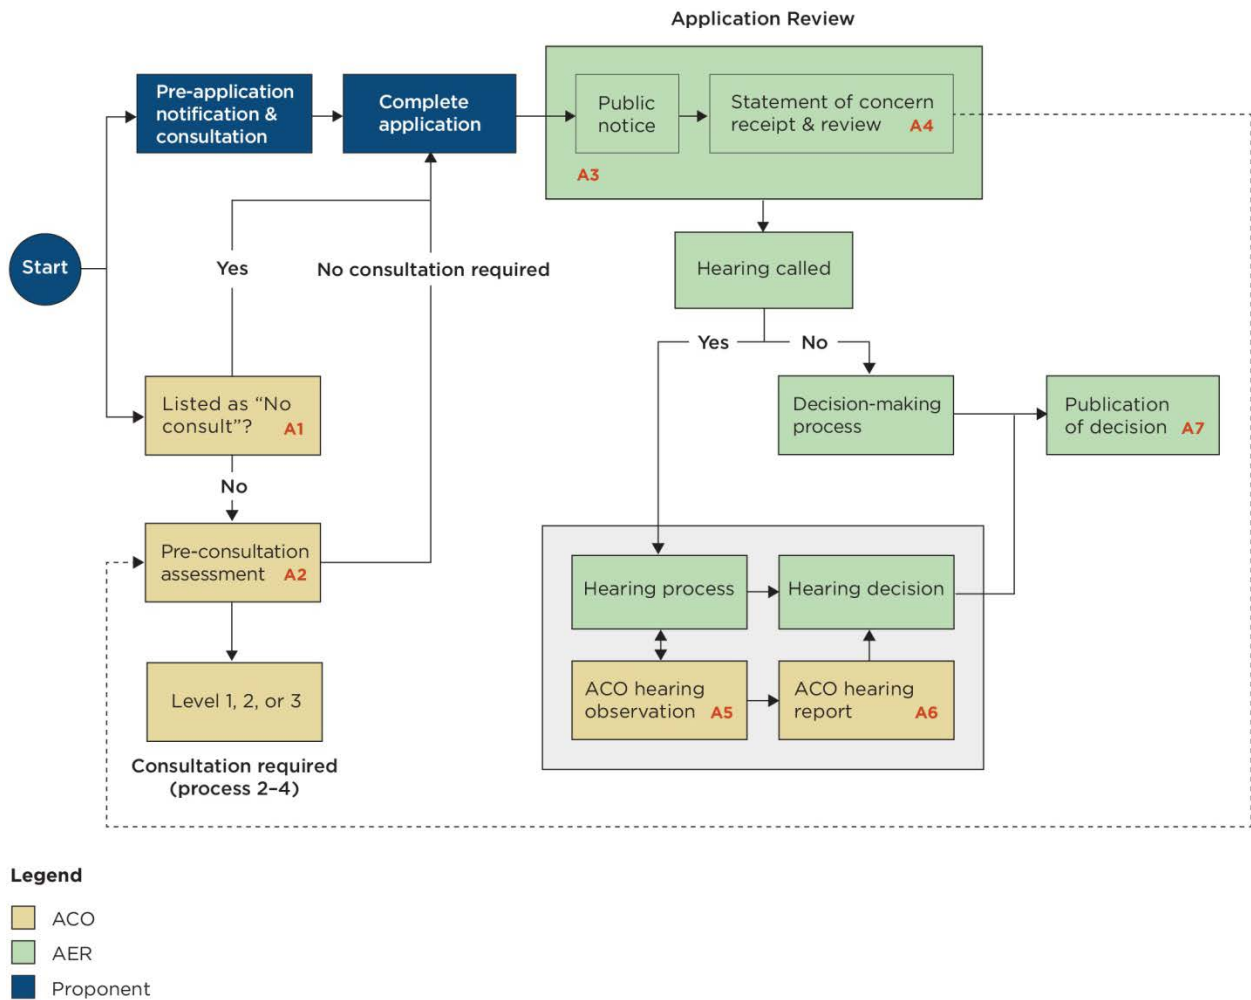 Application Review
Pre-application
notification &
consultation
Complete
application
Public
notice
Statement of concern
receipt & review A4
A3
Start
Yes
No consultation required
Hearing called
Yes
No
Listed as “No
consult”? A1
Decision-making
process
Publication
of decision A7
No
Pre-consultation
assessment A2
Hearing process
Hearing decision
Level 1, 2, or 3
ACO hearing
observation A5
ACO hearing
report A6
Consultation required
(process 2–4)
Legend
ACO
AER
Proponent